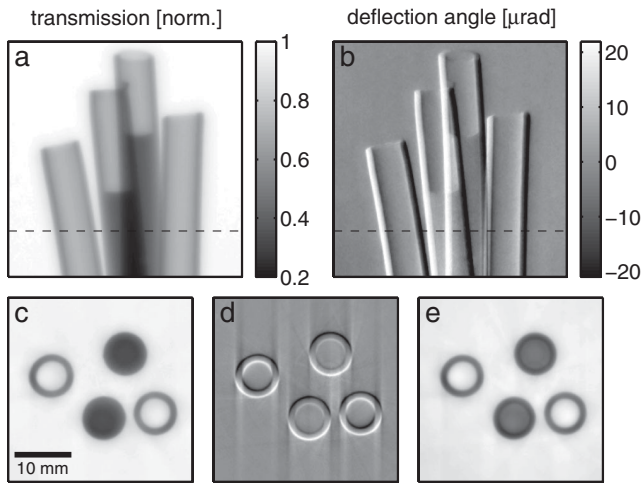 transmission [norm.]
deflection angle [μrad]
a
1
0.8
0.6
0.4
0.2
b
20
10
0
−10
−20
c
10 mm
d
e